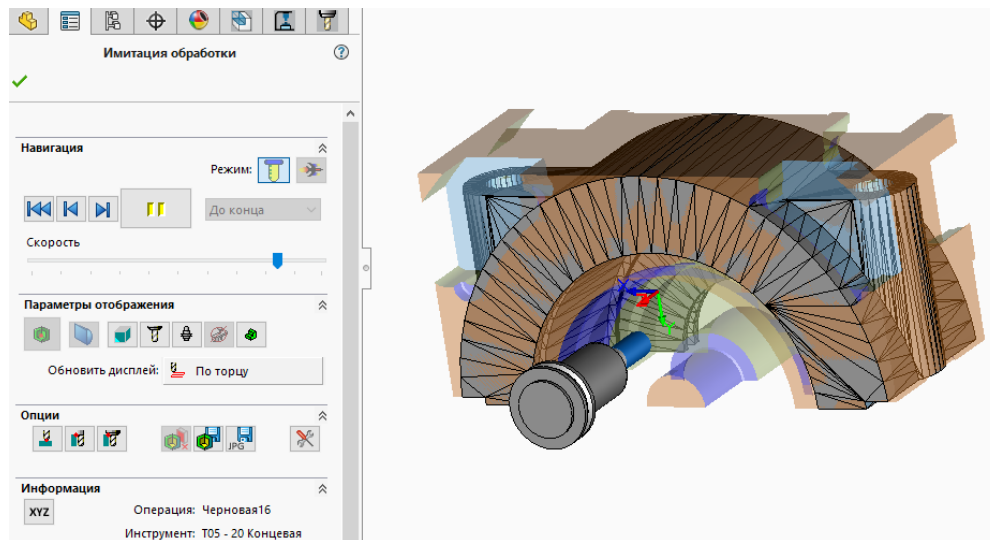 Имитация обработки
Навигация
Режим:
До конца
Скорость
Параметры отображения
Обновить дисплей: По торцу
Опции
JPG
Информация
XYZ
Операция: Черновая16
Инструмент: T05 - 20 Концевая